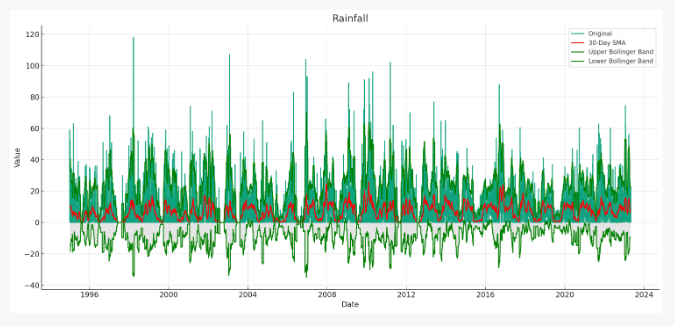 Rainfall
Original
30-Day SMA
Upper Bollinger Band
Lower Bollinger Band
120
100
80
60
40
20
0
−20
−40
Value
1996 2000 2004 2008 2012 2016 2020 2024
Date